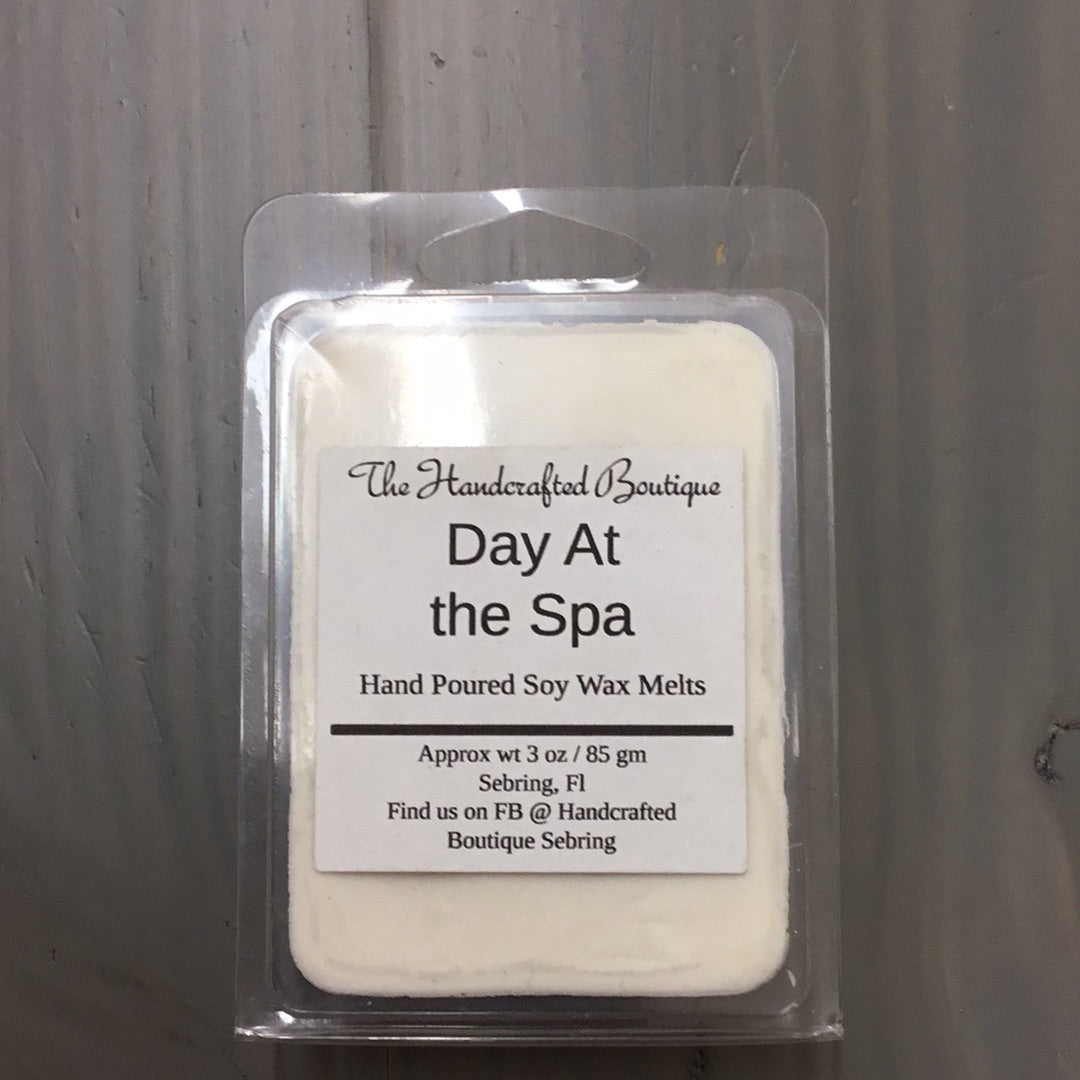 The Handcrafted Boutique
Day At
the Spa
Hand Poured Soy Wax Melts
Approx wt 3 oz / 85 gm
Sebring, Fl
Find us on FB @ Handcrafted
Boutique Sebring